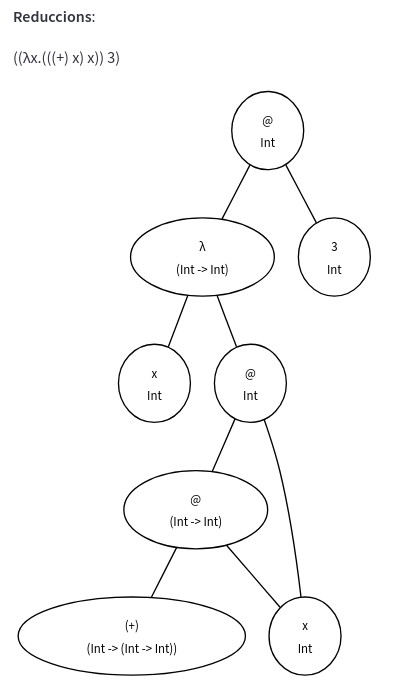 Reduccions:
((λx.(((+) x) x)) 3)
@
Int
λ
(Int -> Int)
3
Int
x
Int
@
Int
@
(Int -> Int)
(+)
(Int -> (Int -> Int))
x
Int